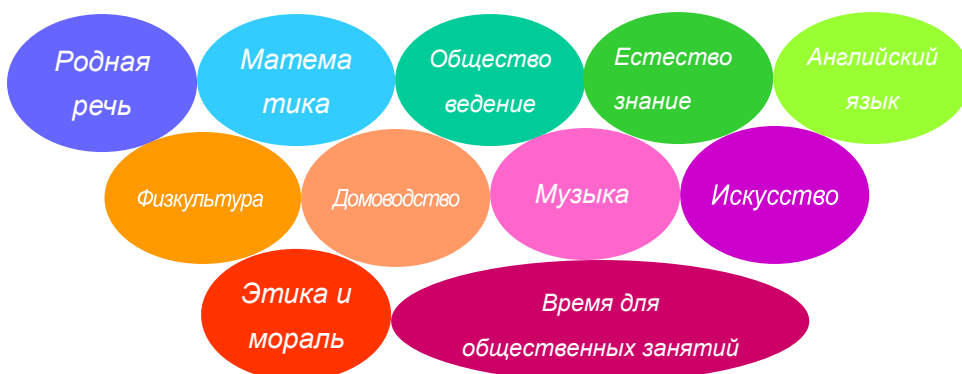 Родная
речь
Матема
тика
Общество
ведение
Естество
знание
Английский
язык
Физкультура
Домоводство
Музыка
Искусство
Этика и
мораль
Время для
общественных занятий